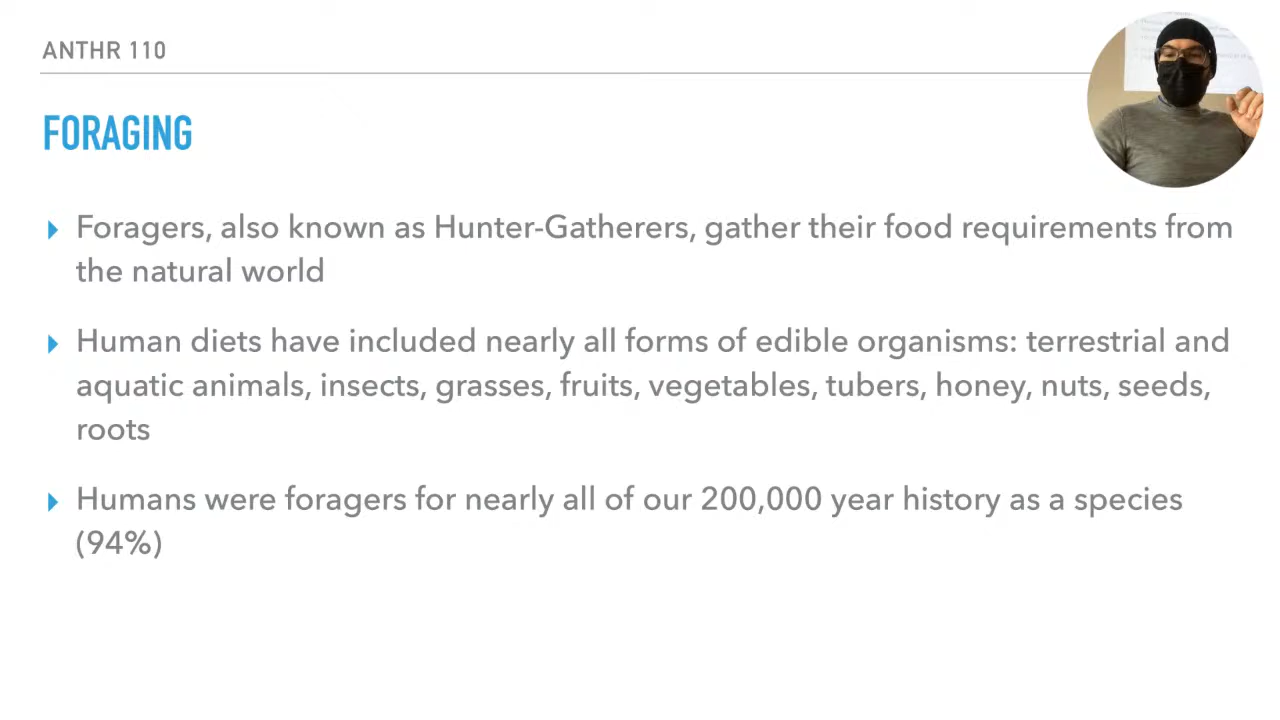 ANTHR 110
FORAGING
Foragers, also known as Hunter-Gatherers, gather their food requirements from
the natural world
Human diets have included nearly all forms of edible organisms: terrestrial and
aquatic animals, insects, grasses, fruits, vegetables, tubers, honey, nuts, seeds,
roots
Humans were foragers for nearly all of our 200,000 year history as a species
(94%)